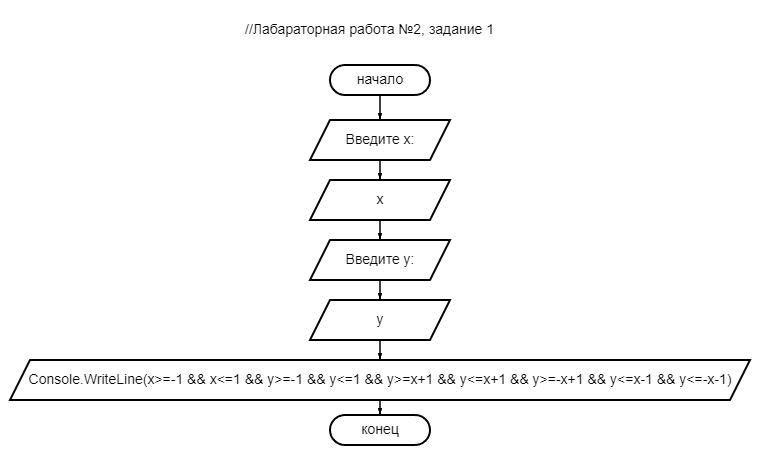 //Лабараторная работа №2, задание 1
начало
Введите x:
x
Введите y:
y
Console.WriteLine(x>=-1 && x<=1 && y>=-1 && y<=1 && y>=x+1 && y<=x+1 && y>=-x+1 && y<=x-1 && y<=-x-1)
конец